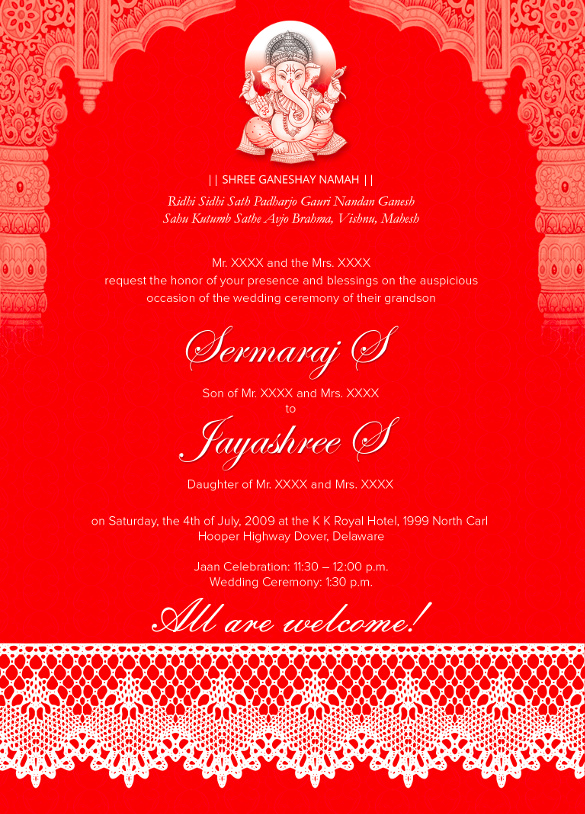 || SHREE GANESHAY NAMAH ||
Ridhi Sidhi Sath Padharjo Gauri Nandan Ganesh
Sahu Kutumb Sathe Avjo Brahma, Vishnu, Mahesh
Mr. XXXX and the Mrs. XXXX
request the honor of your presence and blessings on the auspicious
occasion of the wedding ceremony of their grandson
Sermaraj S
Son of Mr. XXXX and Mrs. XXXX
to
Jayashree S
Daughter of Mr. XXXX and Mrs. XXXX
on Saturday, the 4th of July, 2009 at the K K Royal Hotel, 1999 North Carl
Hooper Highway Dover, Delaware
Jaan Celebration: 11:30 – 12:00 p.m.
Wedding Ceremony: 1:30 p.m.
All are welcome!